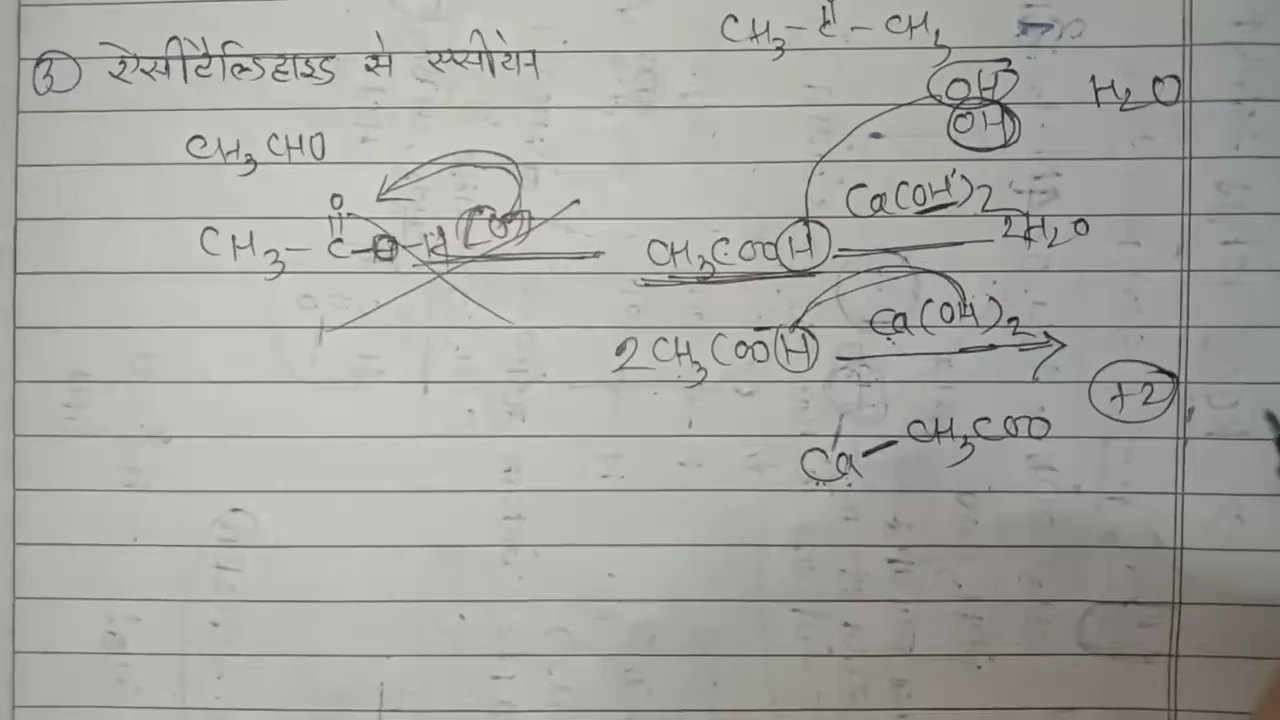 CH₃-C-CH₃
③ ऐसीटैल्डिहाइड से एसीटोन
OH H₂O
OH
CH₃CHO
Ca(OH)₂
O
CH₃-C-O-H [O] CH₃COOH 2H₂O
2CH₃COOH Ca(OH)₂
+2
Ca-CH₃COO